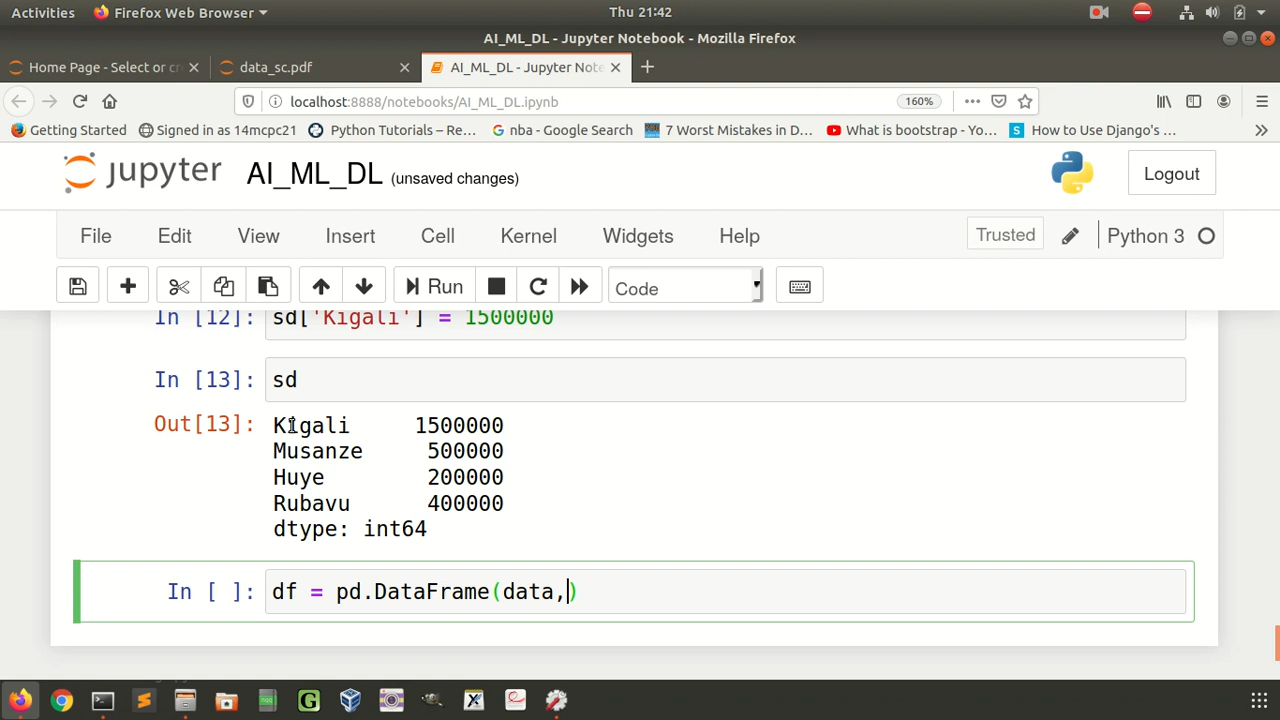 Activities Firefox Web Browser Thu 21:42
AI_ML_DL - Jupyter Notebook - Mozilla Firefox
Home Page - Select or cr data_sc.pdf AI_ML_DL - Jupyter Note
localhost:8888/notebooks/AI_ML_DL.ipynb 160%
Getting Started Signed in as 14mcpc21 Python Tutorials – Re… nba - Google Search 7 Worst Mistakes in D… What is bootstrap - Yo… How to Use Django's …
jupyter AI_ML_DL (unsaved changes) Logout
File Edit View Insert Cell Kernel Widgets Help Trusted Python 3
Run Code
In [12]: sd['Kigali'] = 1500000
In [13]: sd
Out[13]: Kigali 1500000
Musanze 500000
Huye 200000
Rubavu 400000
dtype: int64
In [ ]: df = pd.DataFrame(data,)